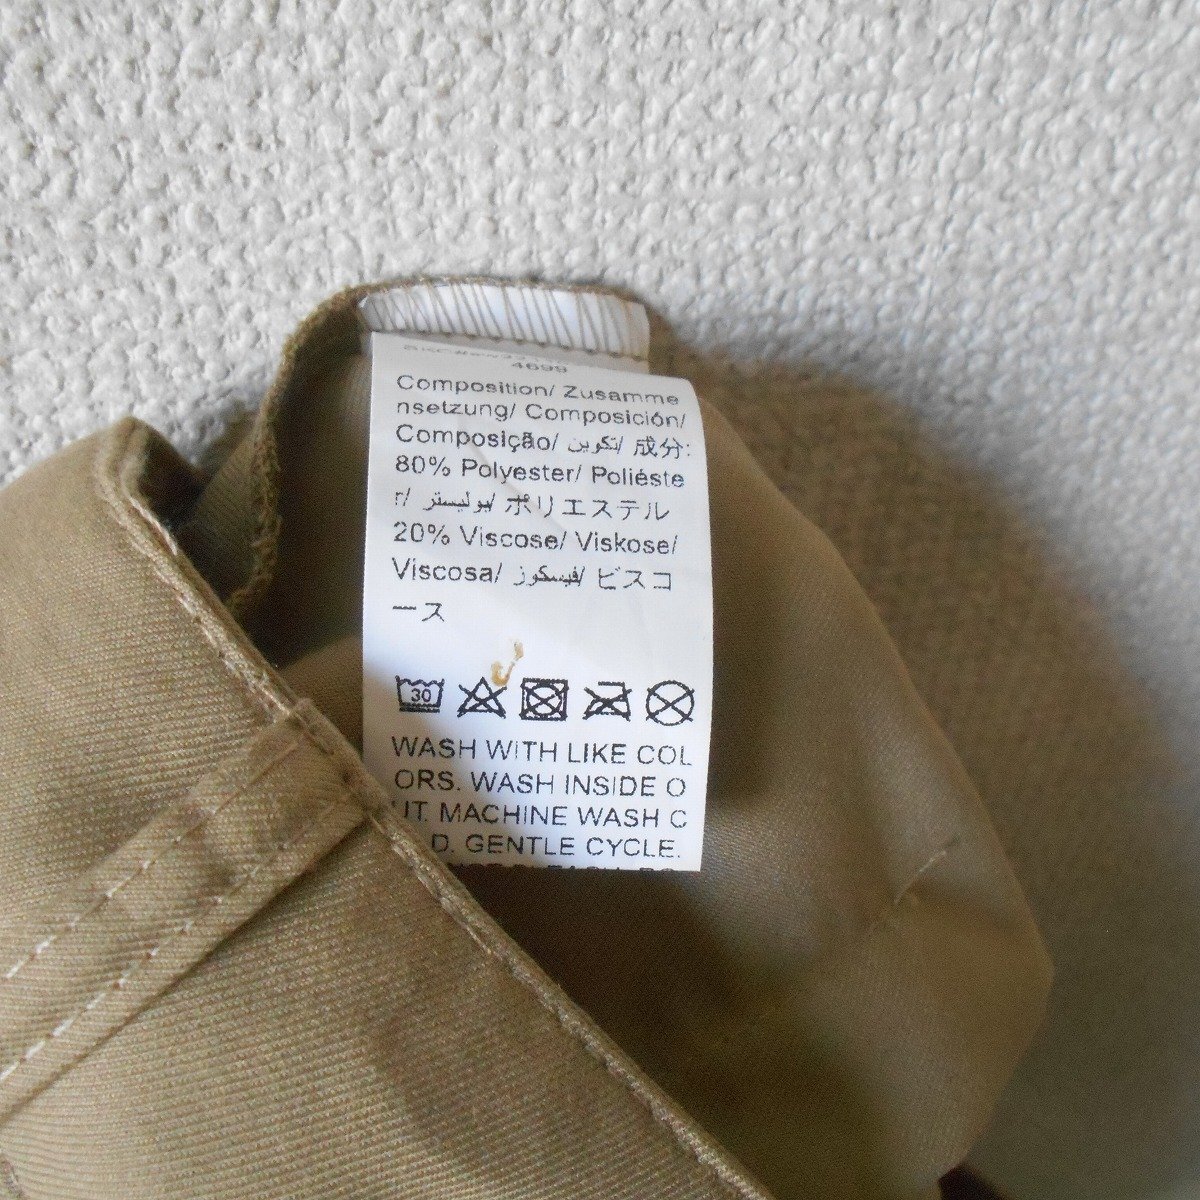 4699
Composition/ Zusamme
nsetzung/ Composición/
Composição/ تكوين/ 成分:
80% Polyester/ Poliéste
r/ بوليستر/ ポリエステル
20% Viscose/ Viskose/
Viscosa/ فيسكوز/ ビスコ
ース
30
WASH WITH LIKE COL
ORS. WASH INSIDE O
UT. MACHINE WASH C
D. GENTLE CYCLE.